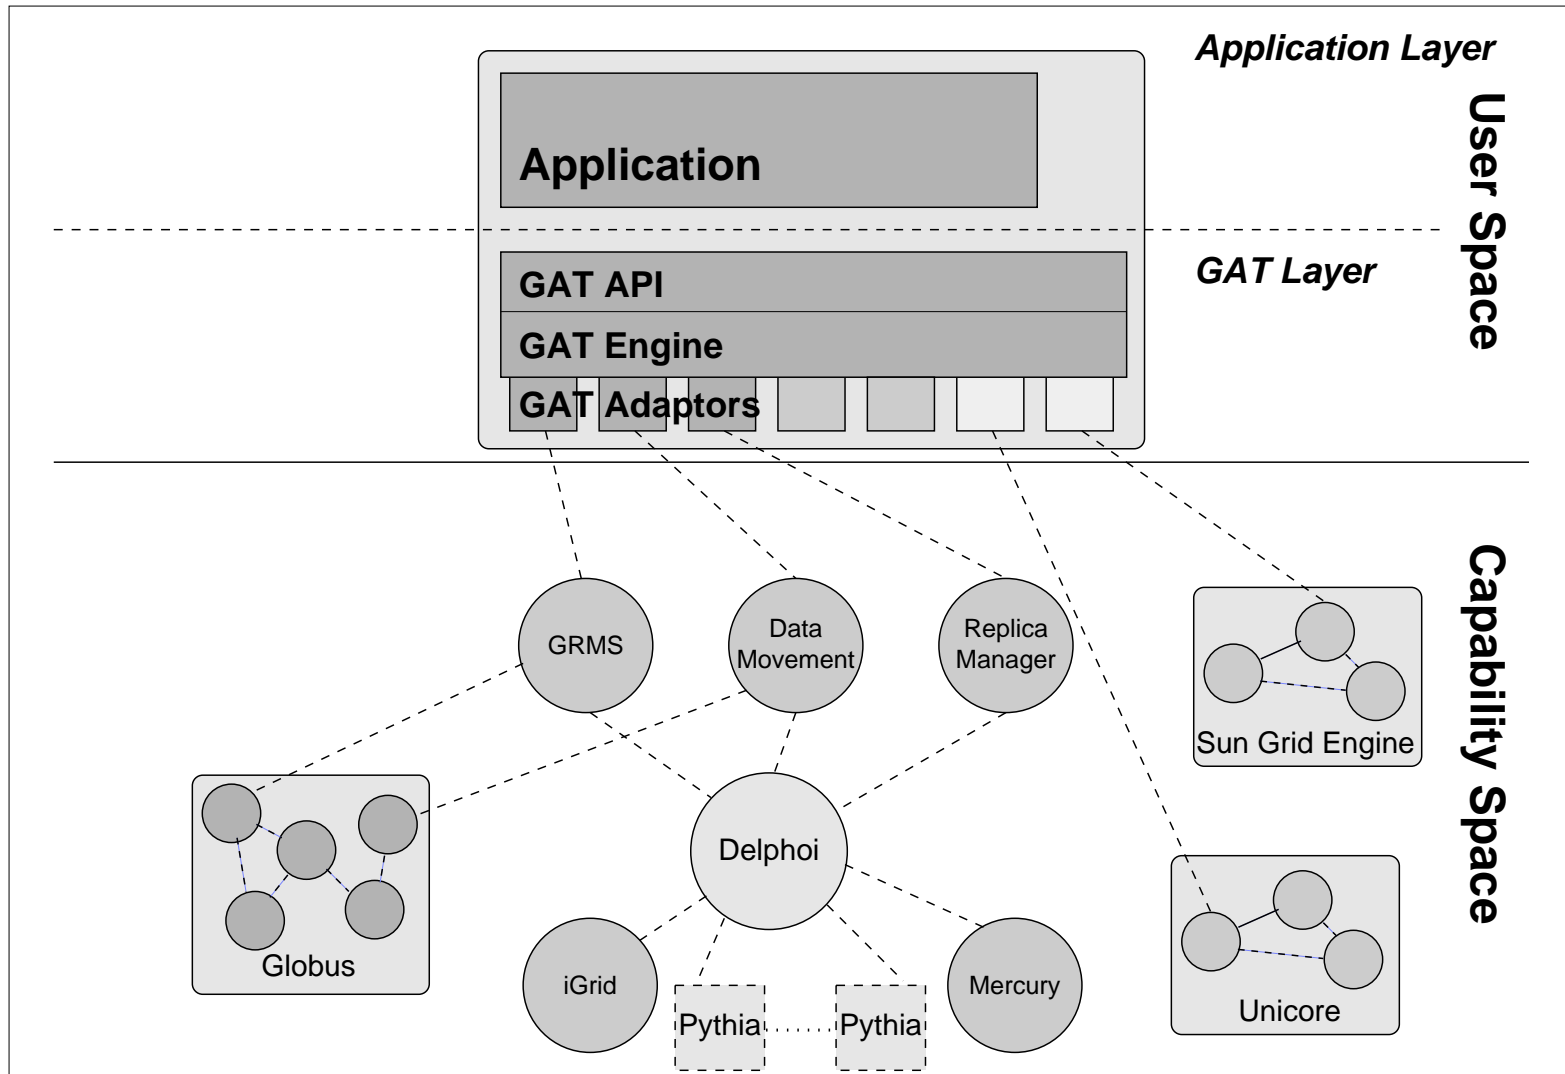 Application Layer
User Space
Application
GAT Layer
GAT API
GAT Engine
GAT Adaptors
Capability Space
GRMS
Data
Movement
Replica
Manager
Sun Grid Engine
Delphoi
Globus
iGrid
Pythia
Pythia
Mercury
Unicore